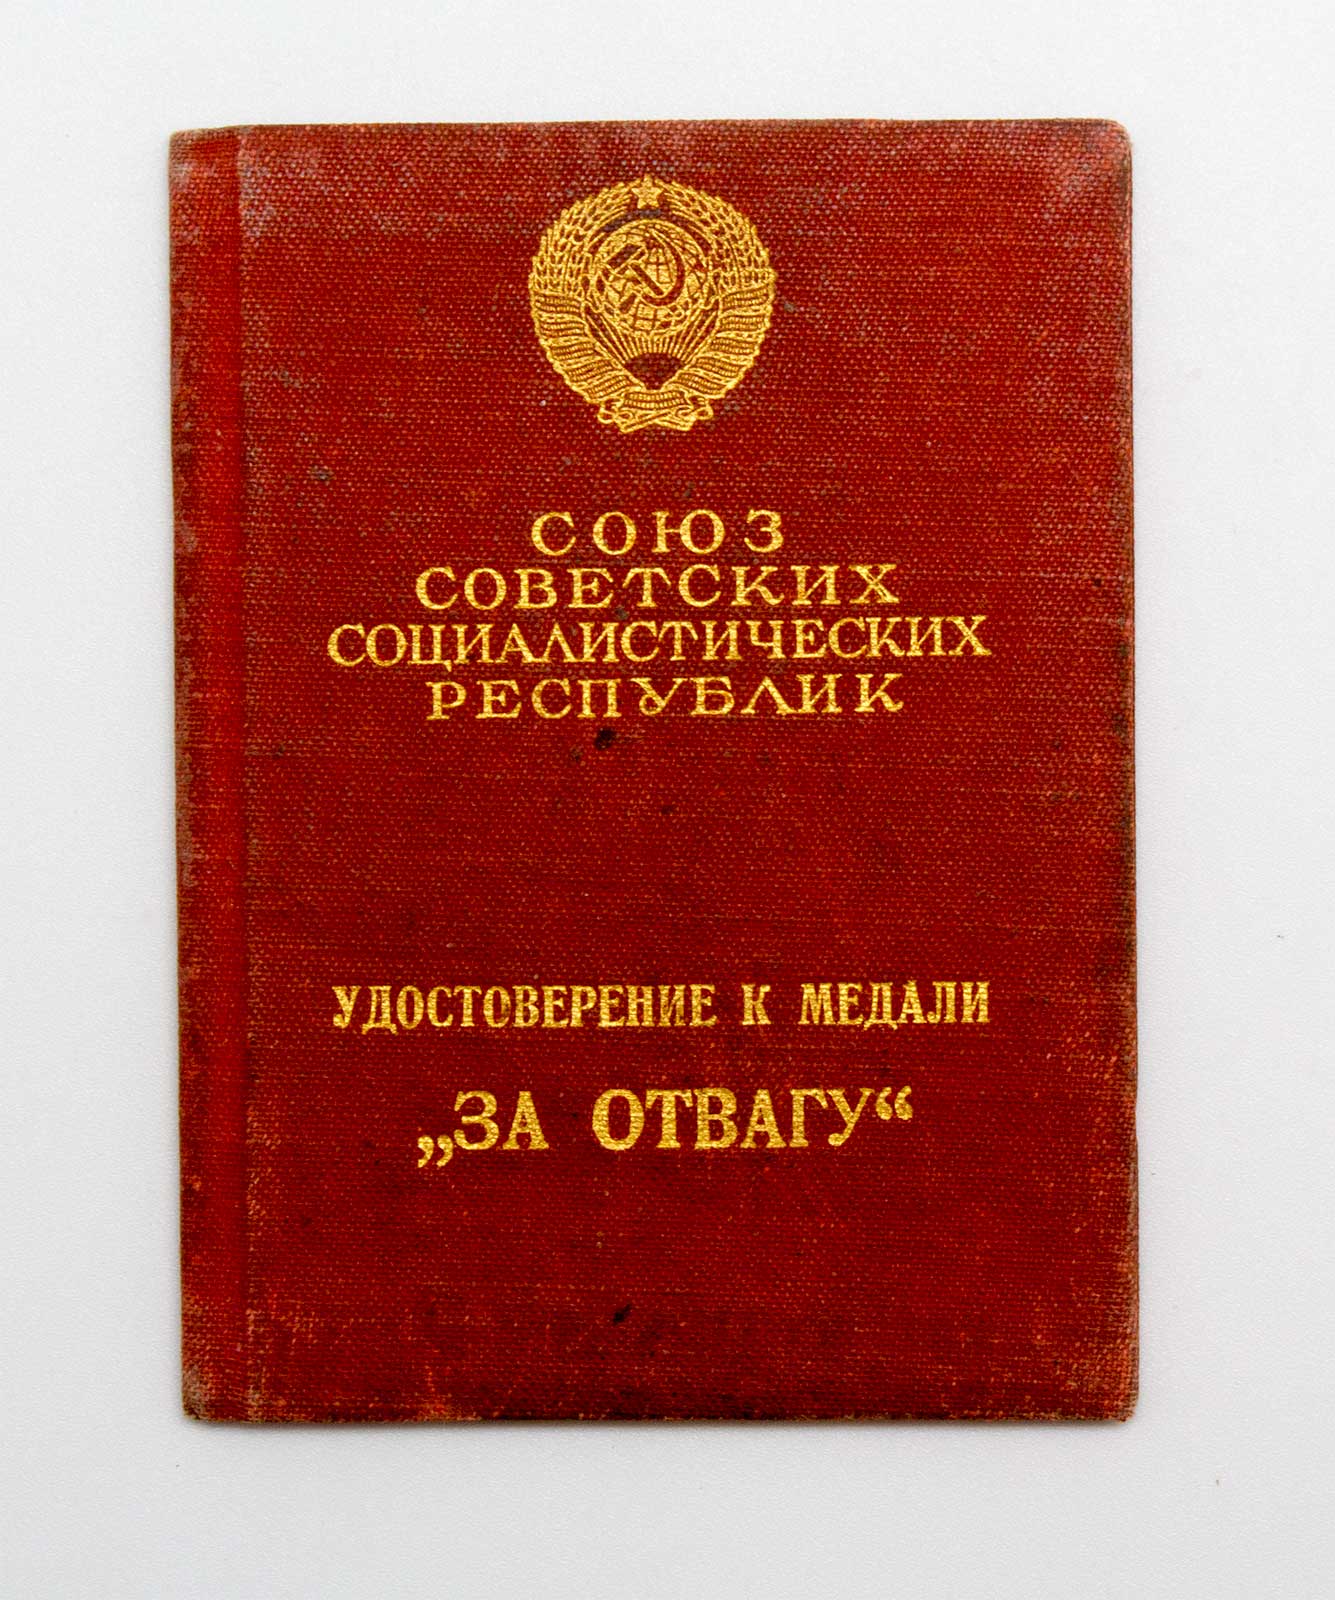 СОЮЗ
СОВЕТСКИХ
СОЦИАЛИСТИЧЕСКИХ
РЕСПУБЛИК
УДОСТОВЕРЕНИЕ К МЕДАЛИ
„ЗА ОТВАГУ“